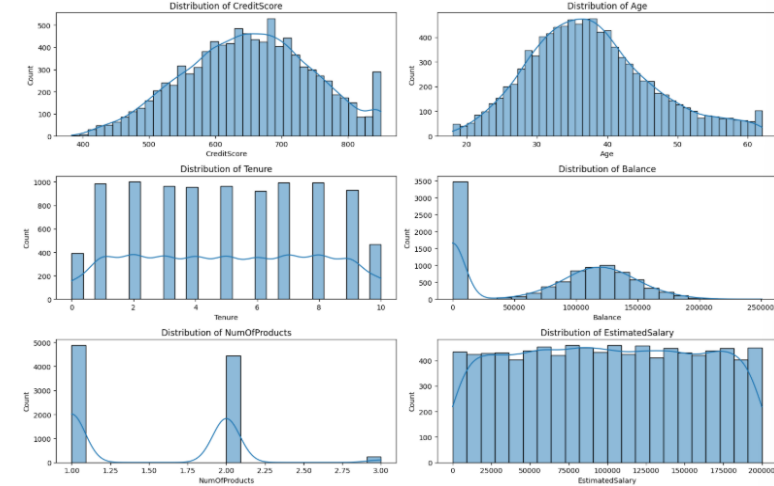 Distribution of CreditScore
Count
500
400
300
200
100
0
400 500 600 700 800
CreditScore
Distribution of Age
Count
400
300
200
100
0
20 30 40 50 60
Age
Distribution of Tenure
Count
1000
800
600
400
200
0
0 2 4 6 8 10
Tenure
Distribution of Balance
Count
3500
3000
2500
2000
1500
1000
500
0
0 50000 100000 150000 200000 250000
Balance
Distribution of NumOfProducts
Count
5000
4000
3000
2000
1000
0
1.00 1.25 1.50 1.75 2.00 2.25 2.50 2.75 3.00
NumOfProducts
Distribution of EstimatedSalary
Count
400
300
200
100
0
0 25000 50000 75000 100000 125000 150000 175000 200000
EstimatedSalary